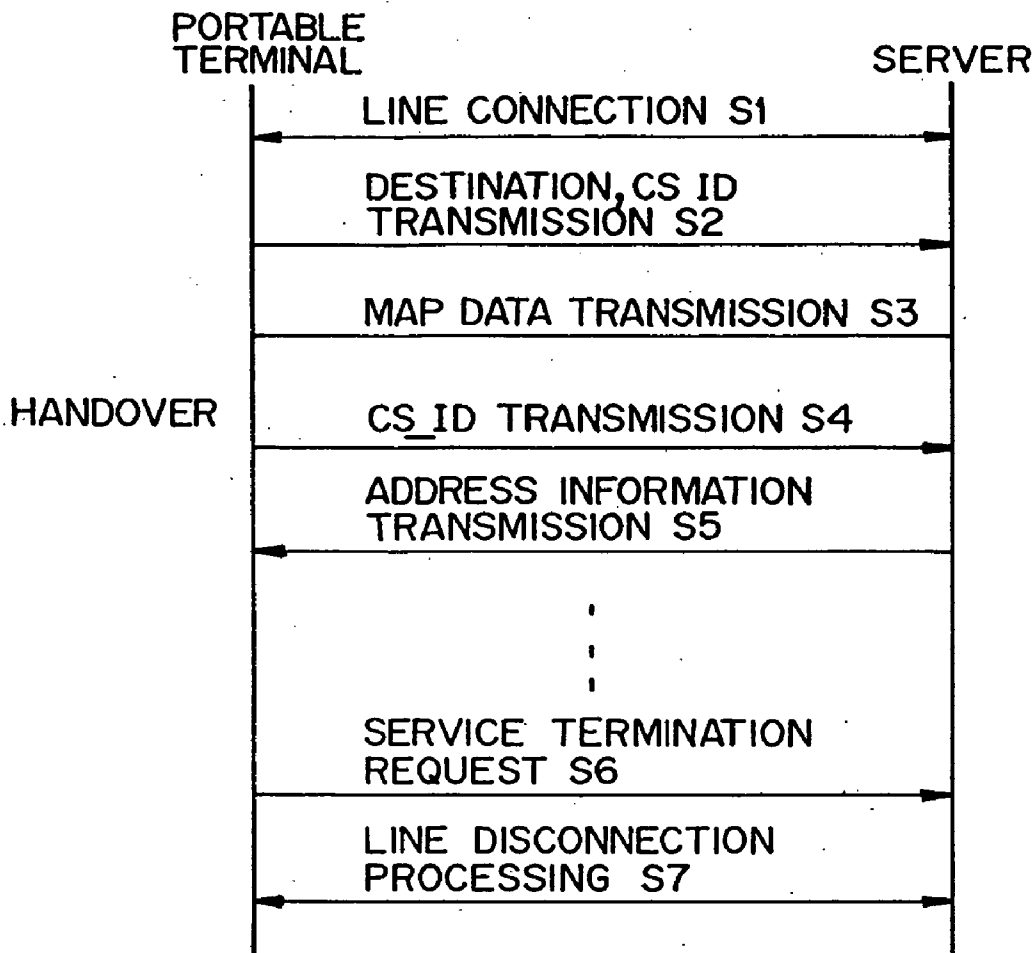 PORTABLE
TERMINAL
SERVER
LINE CONNECTION S1
DESTINATION, CS ID
TRANSMISSION S2
MAP DATA TRANSMISSION S3
HANDOVER
CS_ID TRANSMISSION S4
ADDRESS INFORMATION
TRANSMISSION S5
SERVICE TERMINATION
REQUEST S6
LINE DISCONNECTION
PROCESSING S7